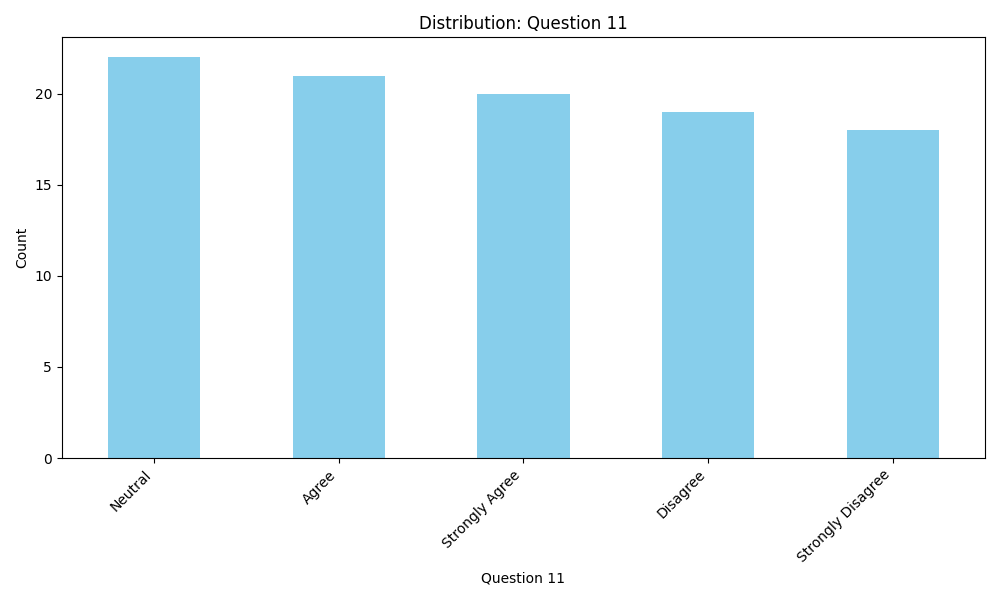 Distribution: Question 11
Count
20
15
10
5
0
Neutral
Agree
Strongly Agree
Disagree
Strongly Disagree
Question 11